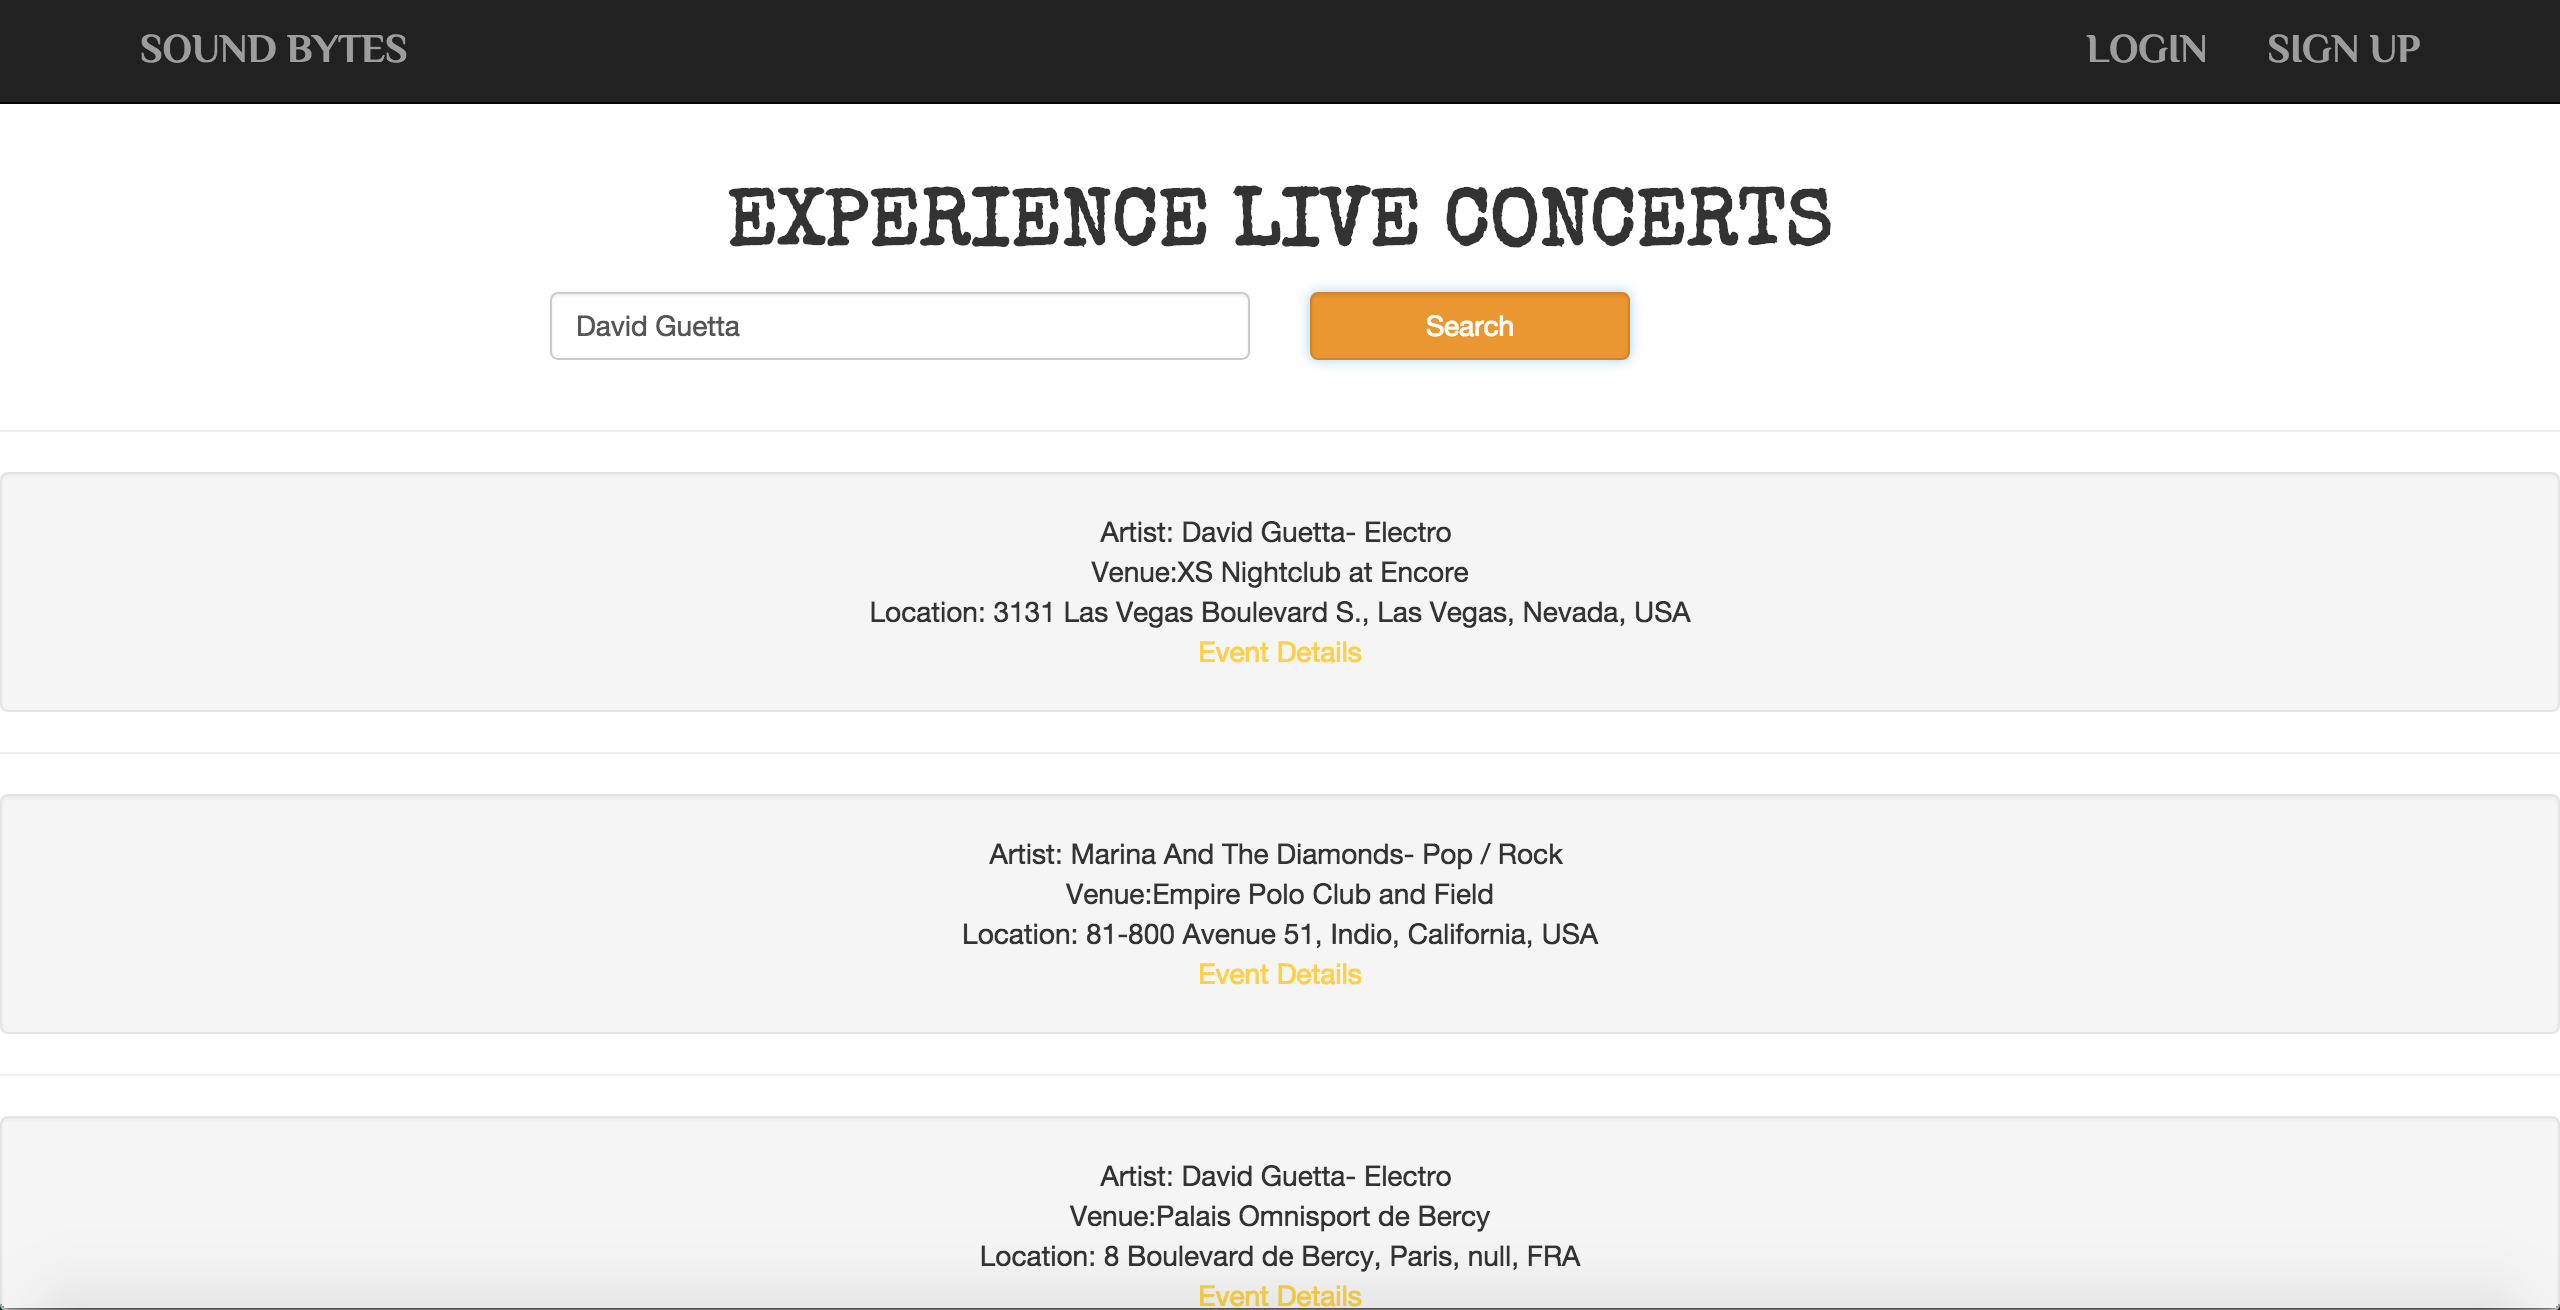 SOUND BYTES LOGIN SIGN UP
EXPERIENCE LIVE CONCERTS
David Guetta Search
Artist: David Guetta- Electro
Venue:XS Nightclub at Encore
Location: 3131 Las Vegas Boulevard S., Las Vegas, Nevada, USA
Event Details
Artist: Marina And The Diamonds- Pop / Rock
Venue:Empire Polo Club and Field
Location: 81-800 Avenue 51, Indio, California, USA
Event Details
Artist: David Guetta- Electro
Venue:Palais Omnisport de Bercy
Location: 8 Boulevard de Bercy, Paris, null, FRA
Event Details